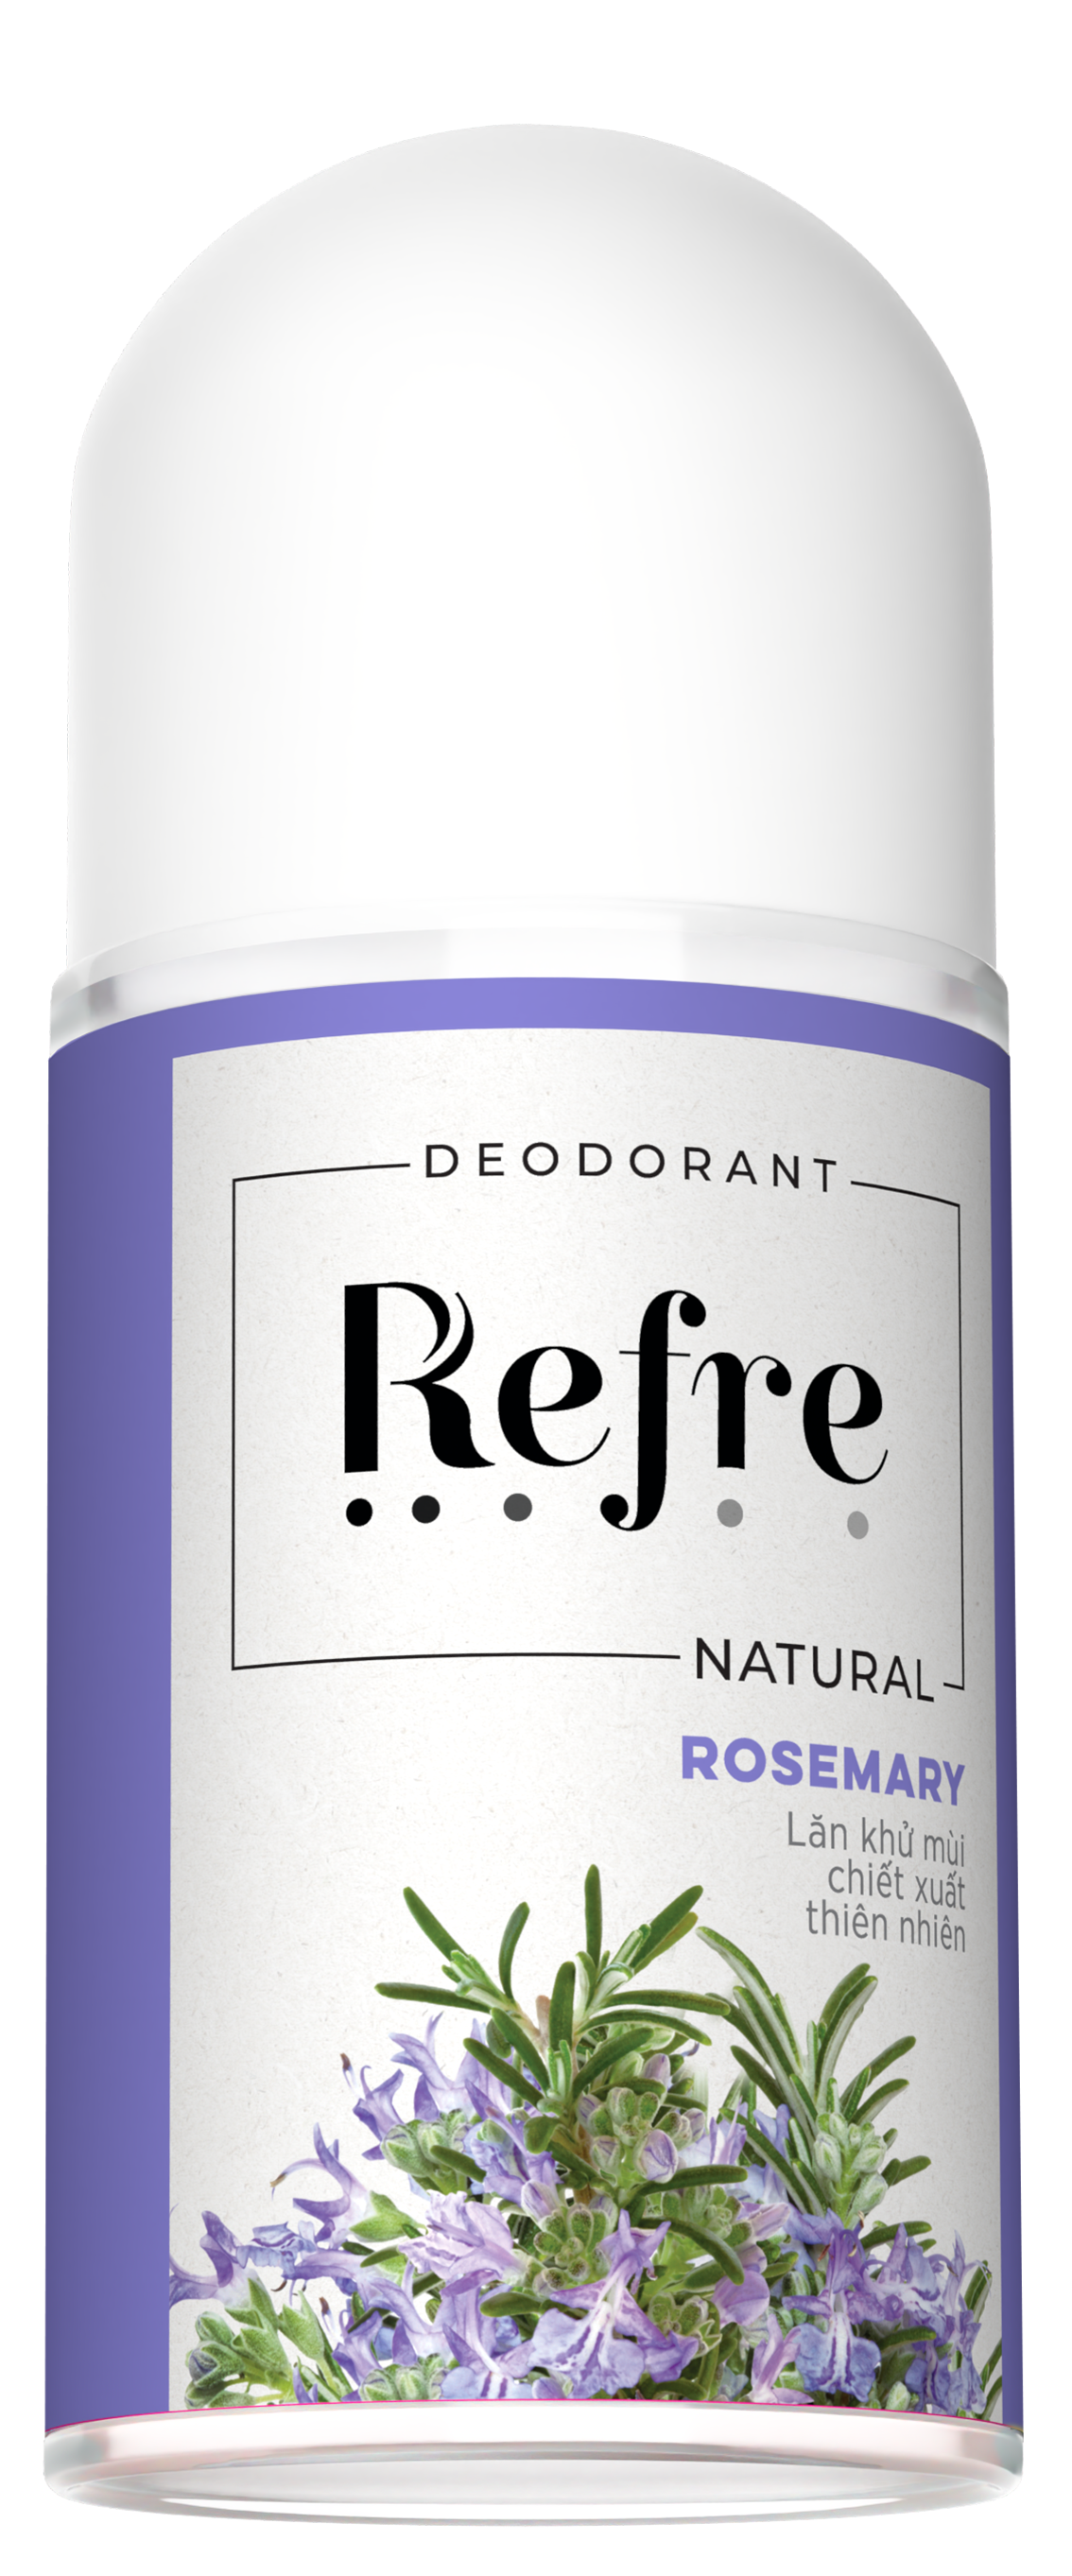 DEODORANT
Refre
NATURAL
ROSEMARY
Lăn khử mùi
chiết xuất
thiên nhiên